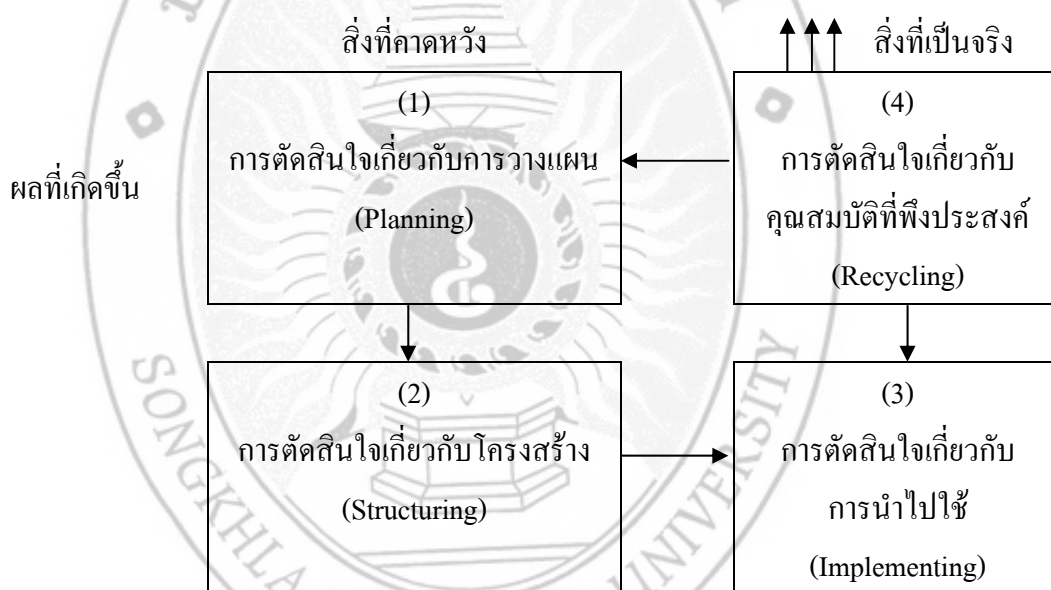 สิ่งที่คาดหวัง
สิ่งที่เป็นจริง
ผลที่เกิดขึ้น
(1)
การตัดสินใจเกี่ยวกับการวางแผน
(Planning)
(4)
การตัดสินใจเกี่ยวกับ
คุณสมบัติที่พึงประสงค์
(Recycling)
(2)
การตัดสินใจเกี่ยวกับโครงสร้าง
(Structuring)
(3)
การตัดสินใจเกี่ยวกับ
การนำไปใช้
(Implementing)
SONGKHLA
UNIVERSITY